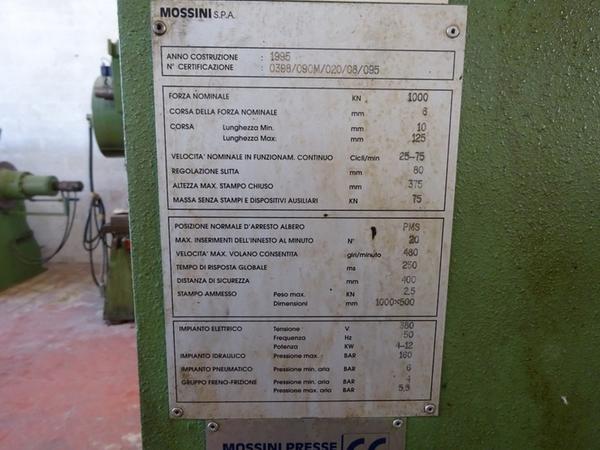 MOSSINI S.P.A.
ANNO COSTRUZIONE : 1995
N° CERTIFICAZIONE : 0398/090M/020/08/095
FORZA NOMINALE KN 1000
CORSA DELLA FORZA NOMINALE mm 6
CORSA Lunghezza Min. mm 10
Lunghezza Max. mm 125
VELOCITA' NOMINALE IN FUNZIONAM. CONTINUO Cicli/min 25-75
REGOLAZIONE SLITTA mm 80
ALTEZZA MAX. STAMPO CHIUSO mm 375
MASSA SENZA STAMPI E DISPOSITIVI AUSILIARI KN 75
POSIZIONE NORMALE D'ARRESTO ALBERO PMS
MAX. INSERIMENTI DELL'INNESTO AL MINUTO N° 20
VELOCITA' MAX. VOLANO CONSENTITA giri/minuto 480
TEMPO DI RISPOSTA GLOBALE ms 250
DISTANZA DI SICUREZZA mm 400
STAMPO AMMESSO Peso max. KN 2.5
Dimensioni mm 1000×500
IMPIANTO ELETTRICO Tensione V 380
Frequenza Hz 50
Potenza KW 4-12
IMPIANTO IDRAULICO Pressione max. BAR 160
IMPIANTO PNEUMATICO Pressione min. aria BAR 6
GRUPPO FRENO-FRIZIONE Pressione min. aria BAR 4
Pressione max. aria BAR 5,5
MOSSINI PRESSE CE